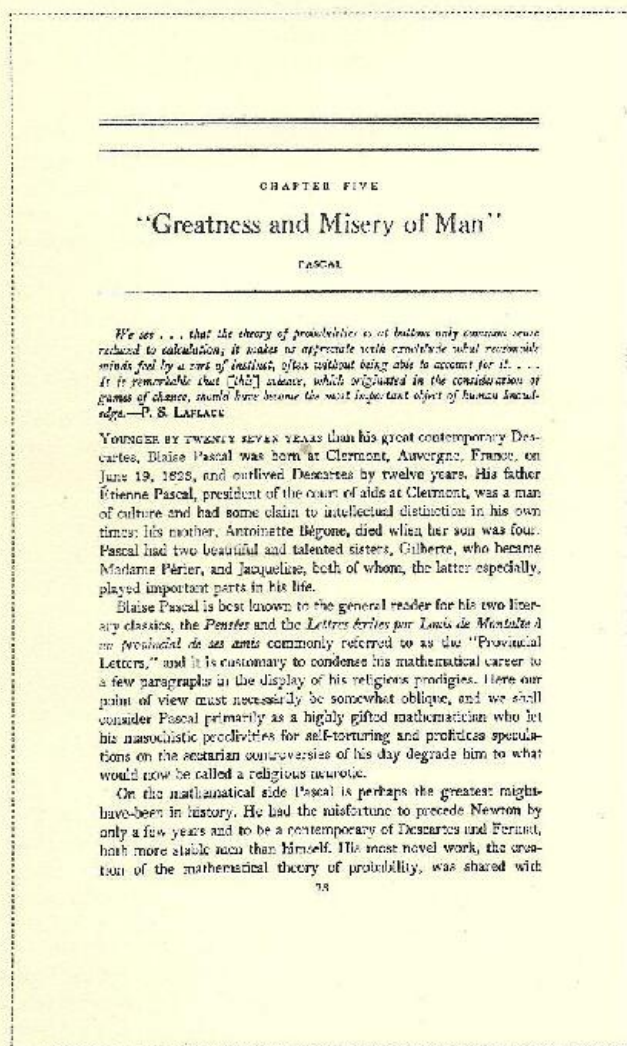 CHAPTER FIVE
"Greatness and Misery of Man"
PASCAL
We see . . . that the theory of probabilities is at bottom only common sense
reduced to calculation; it makes us appreciate with exactitude what reasonable
minds feel by a sort of instinct, often without being able to account for it. . . .
It is remarkable that [this] science, which originated in the consideration of
games of chance, should have become the most important object of human knowl-
edge.—P. S. LAPLACE
YOUNGER BY TWENTY SEVEN YEARS than his great contemporary Des-
cartes, Blaise Pascal was born at Clermont, Auvergne, France, on
June 19, 1623, and outlived Descartes by twelve years. His father
Étienne Pascal, president of the court of aids at Clermont, was a man
of culture and had some claim to intellectual distinction in his own
times; his mother, Antoinette Bégone, died when her son was four.
Pascal had two beautiful and talented sisters, Gilberte, who became
Madame Périer, and Jacqueline, both of whom, the latter especially,
played important parts in his life.
Blaise Pascal is best known to the general reader for his two liter-
ary classics, the Pensées and the Lettres écrites par Louis de Montalte à
un provincial de ses amis commonly referred to as the "Provincial
Letters," and it is customary to condense his mathematical career to
a few paragraphs in the display of his religious prodigies. Here our
point of view must necessarily be somewhat oblique, and we shall
consider Pascal primarily as a highly gifted mathematician who let
his masochistic proclivities for self-torturing and profitless specula-
tions on the sectarian controversies of his day degrade him to what
would now be called a religious neurotic.
On the mathematical side Pascal is perhaps the greatest might-
have-been in history. He had the misfortune to precede Newton by
only a few years and to be a contemporary of Descartes and Fermat,
both more stable men than himself. His most novel work, the crea-
tion of the mathematical theory of probability, was shared with
73